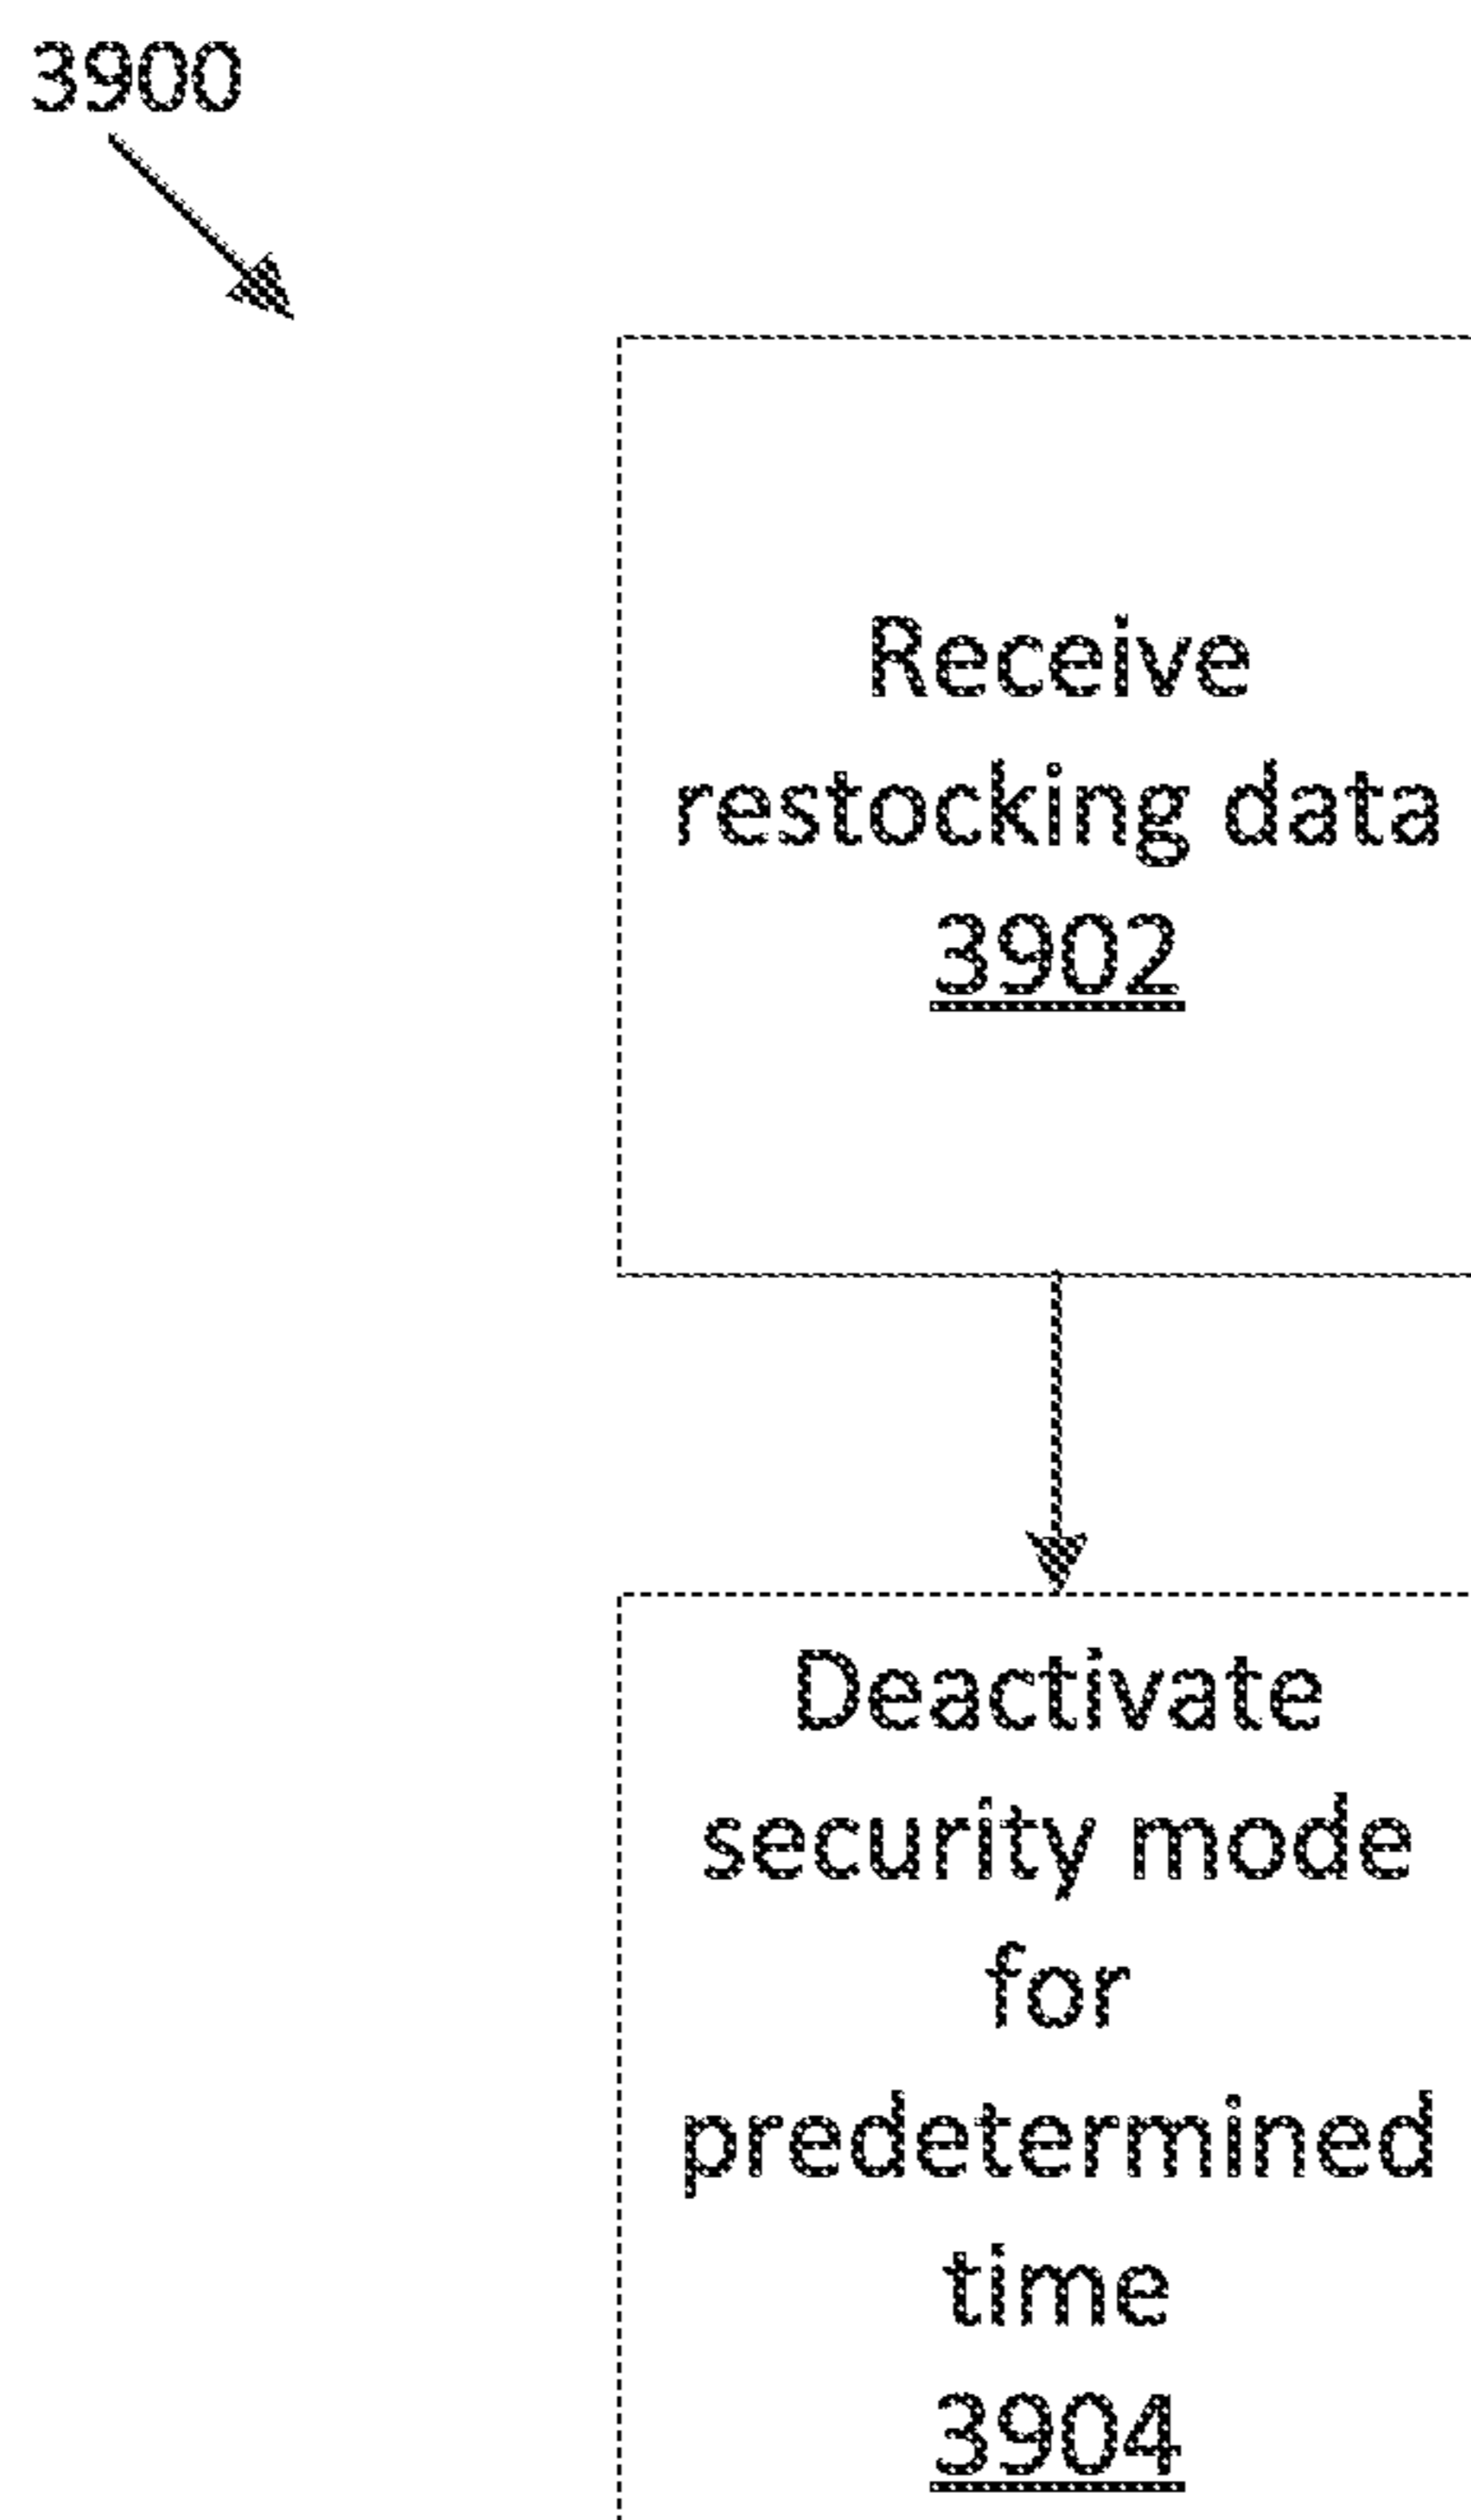 3900
Receive
restocking data
3902
Deactivate
security mode
for
predetermined
time
3904